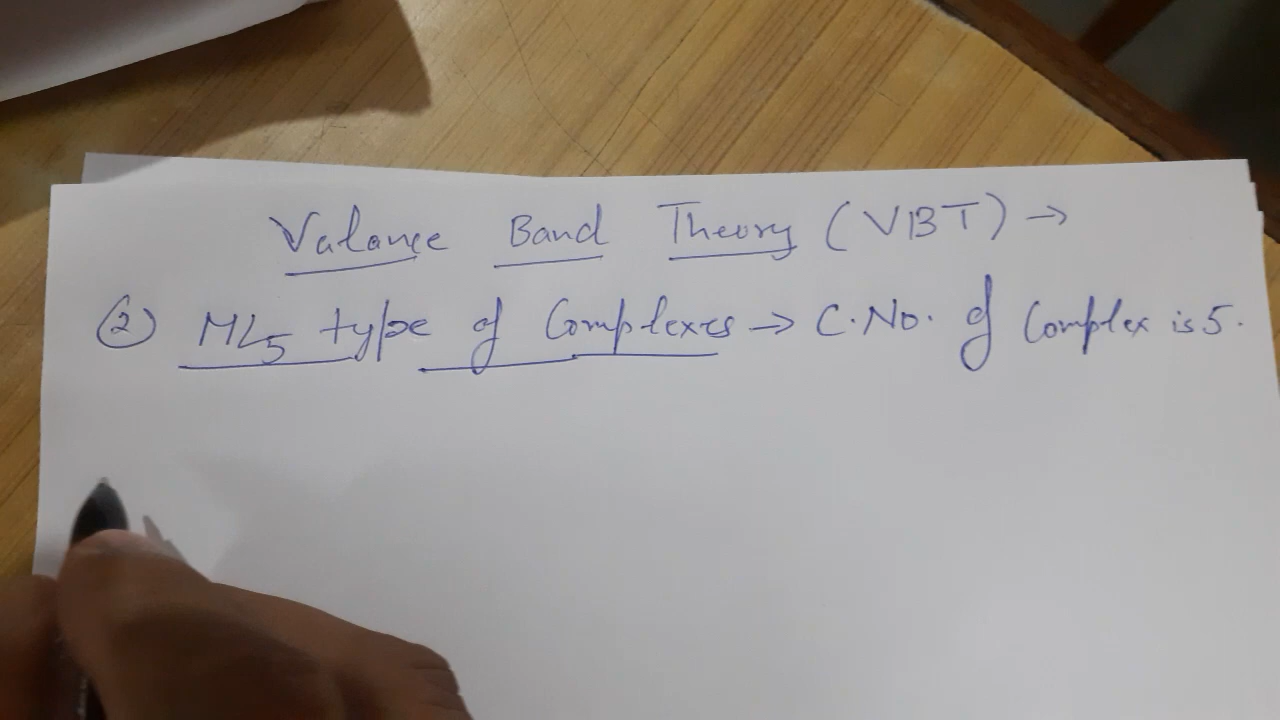 Valance Band Theory (VBT) →
② ML5 type of Complexes → C.No. of Complex is 5.